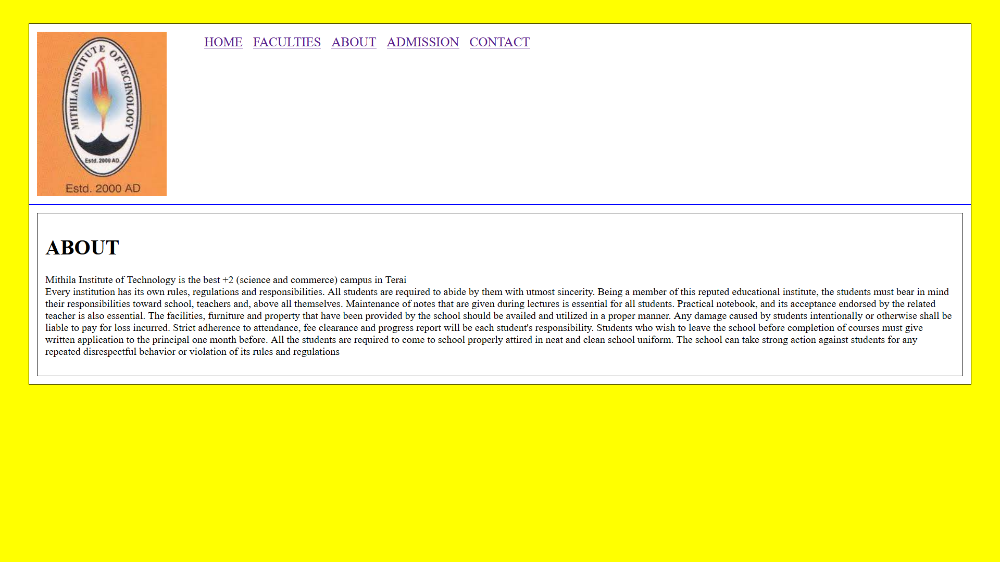 MITHILA INSTITUTE OF TECHNOLOGY
Estd. 2000 AD.
Estd. 2000 AD
HOME FACULTIES ABOUT ADMISSION CONTACT
ABOUT
Mithila Institute of Technology is the best +2 (science and commerce) campus in Terai
Every institution has its own rules, regulations and responsibilities. All students are required to abide by them with utmost sincerity. Being a member of this reputed educational institute, the students must bear in mind
their responsibilities toward school, teachers and, above all themselves. Maintenance of notes that are given during lectures is essential for all students. Practical notebook, and its acceptance endorsed by the related
teacher is also essential. The facilities, furniture and property that have been provided by the school should be availed and utilized in a proper manner. Any damage caused by students intentionally or otherwise shall be
liable to pay for loss incurred. Strict adherence to attendance, fee clearance and progress report will be each student's responsibility. Students who wish to leave the school before completion of courses must give
written application to the principal one month before. All the students are required to come to school properly attired in neat and clean school uniform. The school can take strong action against students for any
repeated disrespectful behavior or violation of its rules and regulations